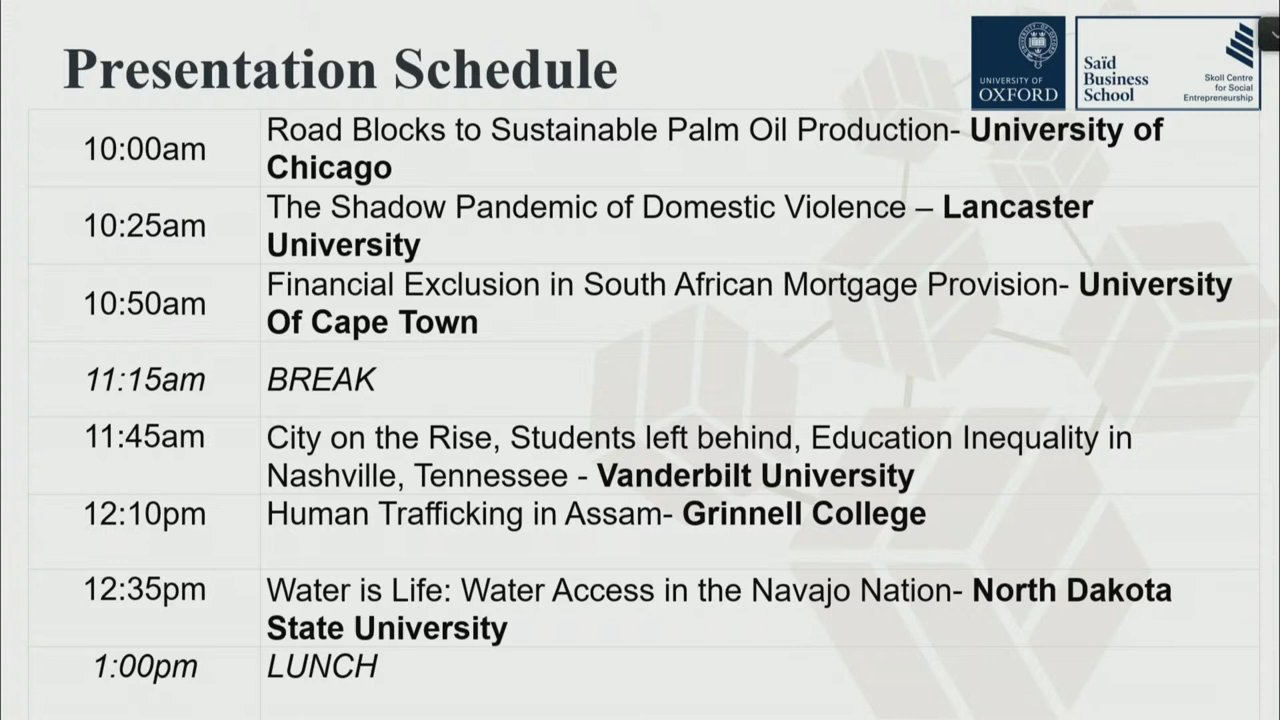 Presentation Schedule
UNIVERSITY OF
OXFORD
Saïd
Business
School
Skoll Centre
for Social
Entrepreneurship
10:00am
Road Blocks to Sustainable Palm Oil Production- University of
Chicago
10:25am
The Shadow Pandemic of Domestic Violence – Lancaster
University
10:50am
Financial Exclusion in South African Mortgage Provision- University
Of Cape Town
11:15am
BREAK
11:45am
City on the Rise, Students left behind, Education Inequality in
Nashville, Tennessee - Vanderbilt University
12:10pm
Human Trafficking in Assam- Grinnell College
12:35pm
Water is Life: Water Access in the Navajo Nation- North Dakota
State University
1:00pm
LUNCH